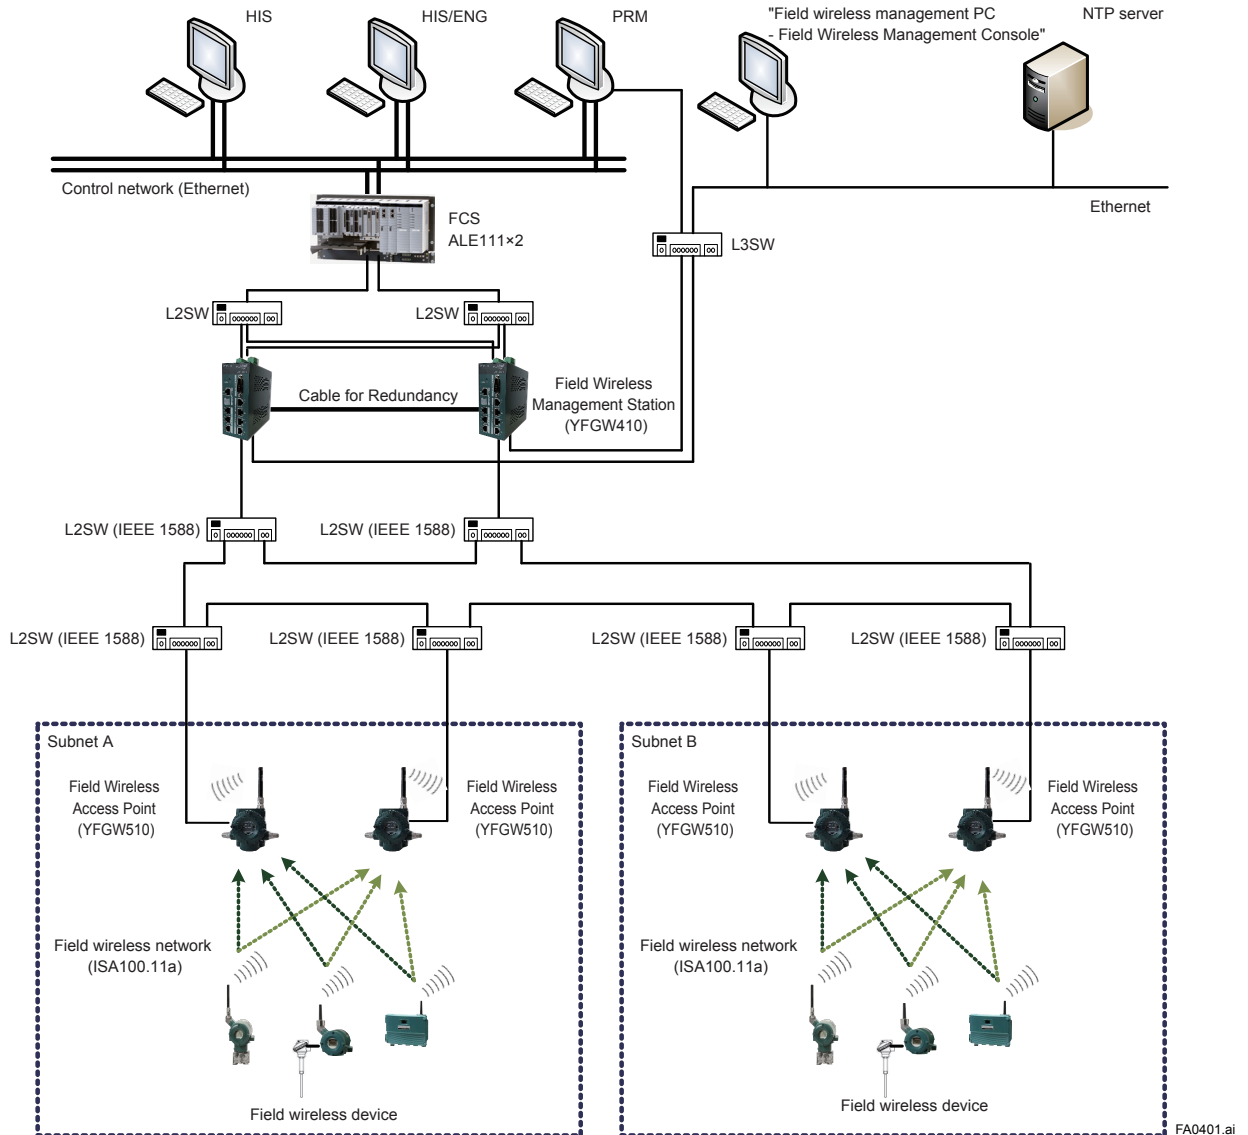 HIS
HIS/ENG
PRM
"Field wireless management PC
- Field Wireless Management Console"
NTP server
Control network (Ethernet)
Ethernet
FCS
ALE111×2
L3SW
L2SW
L2SW
Cable for Redundancy
Field Wireless
Management Station
(YFGW410)
L2SW (IEEE 1588)
L2SW (IEEE 1588)
L2SW (IEEE 1588)
L2SW (IEEE 1588)
L2SW (IEEE 1588)
L2SW (IEEE 1588)
Subnet A
Field Wireless
Access Point
(YFGW510)
Field Wireless
Access Point
(YFGW510)
Field wireless network
(ISA100.11a)
Field wireless device
Subnet B
Field Wireless
Access Point
(YFGW510)
Field Wireless
Access Point
(YFGW510)
Field wireless network
(ISA100.11a)
Field wireless device
FA0401.ai